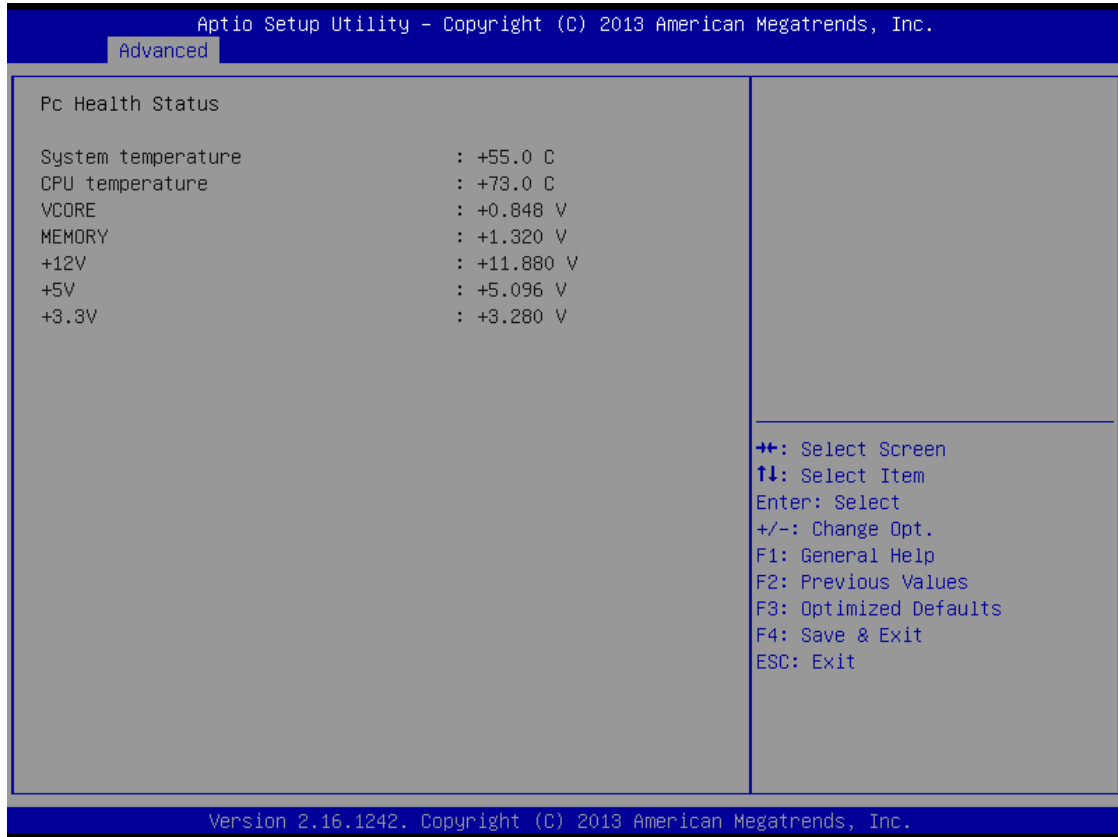 Aptio Setup Utility – Copyright (C) 2013 American Megatrends, Inc.
Advanced
Pc Health Status
System temperature : +55.0 C
CPU temperature : +73.0 C
VCORE : +0.848 V
MEMORY : +1.320 V
+12V : +11.880 V
+5V : +5.096 V
+3.3V : +3.280 V
→←: Select Screen
↑↓: Select Item
Enter: Select
+/-: Change Opt.
F1: General Help
F2: Previous Values
F3: Optimized Defaults
F4: Save & Exit
ESC: Exit
Version 2.16.1242. Copyright (C) 2013 American Megatrends, Inc.